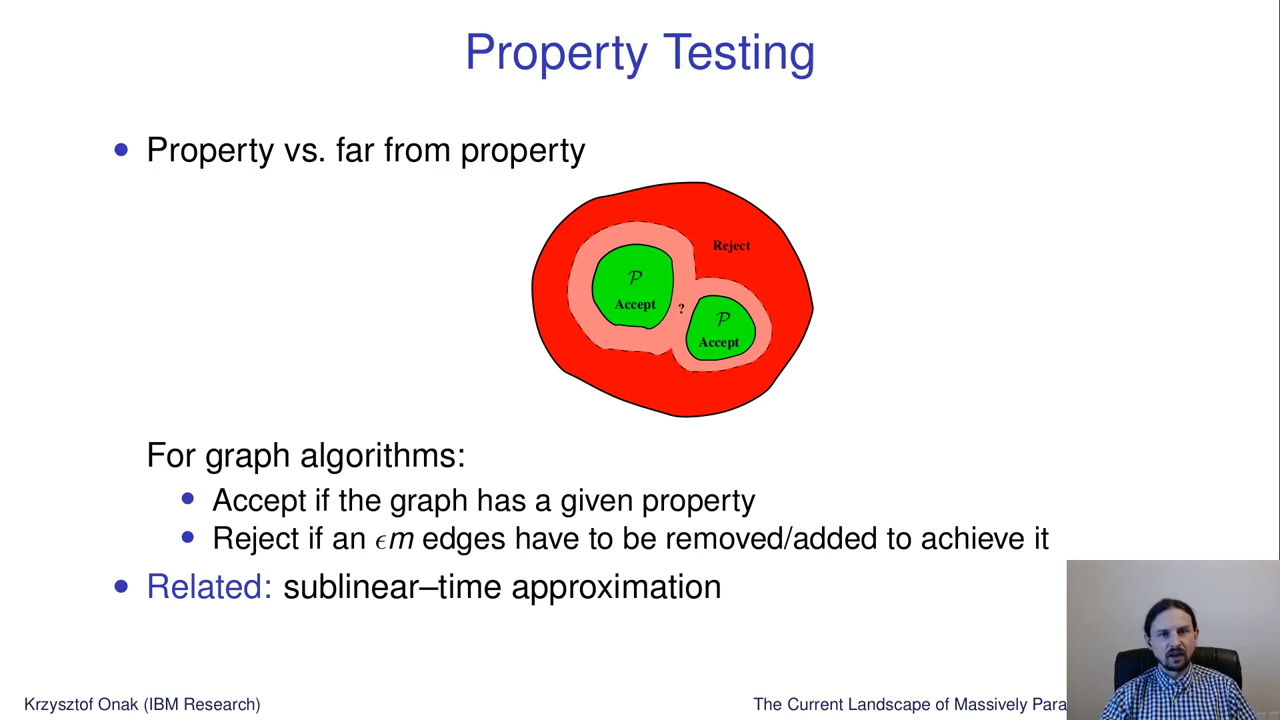 Property Testing
• Property vs. far from property
Reject
𝒫
Accept
?
𝒫
Accept
For graph algorithms:
• Accept if the graph has a given property
• Reject if an ϵm edges have to be removed/added to achieve it
• Related: sublinear–time approximation
Krzysztof Onak (IBM Research)
The Current Landscape of Massively Para